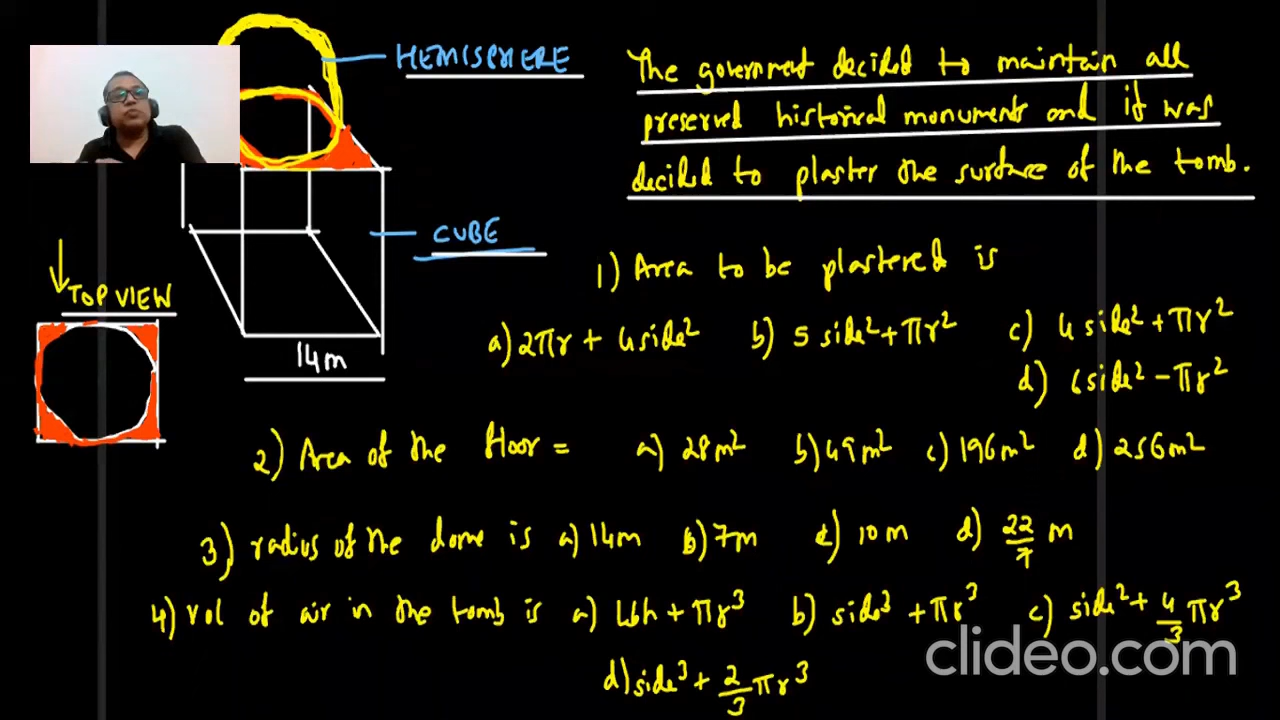 HEMISPHERE
The government decided to maintain all
preserved historical monuments and it was
decided to plaster the surface of the tomb.
CUBE
TOP VIEW
14m
1) Area to be plastered is
a) 2πr + 4side² b) 5 side² + πr² c) 4 side² + πr²
d) 6side² - πr²
2) Area of the floor = a) 28m² b) 49m² c) 196m² d) 256m²
3) radius of the dome is a) 14m b) 7m c) 10m d) 22/7 m
4) vol of air in the tomb is a) Lbh + πr³ b) side³ + πr³ c) side² + 4/3 πr³
d) side³ + 2/3 πr³
clideo.com